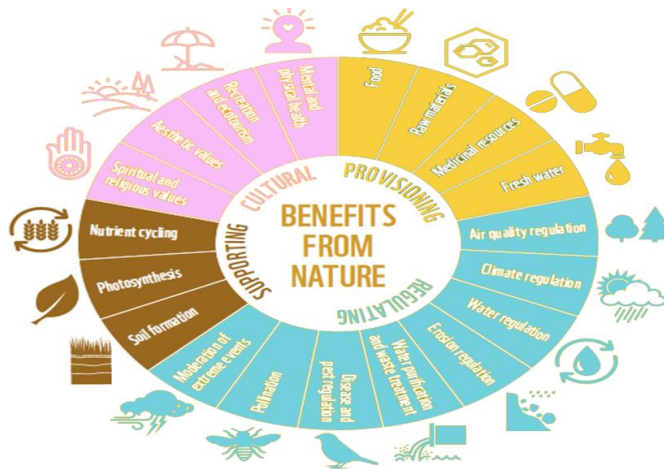 BENEFITS
FROM
NATURE
PROVISIONING
Food
Raw materials
Medicinal resources
Fresh water
REGULATING
Air quality regulation
Climate regulation
Water regulation
Erosion regulation
Water purification
and waste treatment
Disease and
pest regulation
Pollination
Moderation of
extreme events
SUPPORTING
Soil formation
Photosynthesis
Nutrient cycling
CULTURAL
Spiritual and
religious values
Aesthetic values
Recreation
and ecotourism
Mental and
physical health